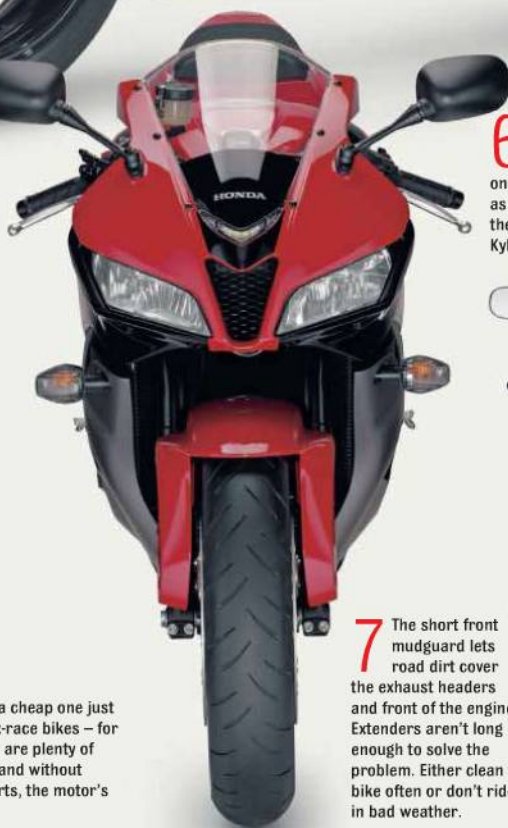 HONDA
6
on
as
the
7 The short front
mudguard lets
road dirt cover
the exhaust headers
and front of the engine
Extenders aren't long
enough to solve the
problem. Either clean
bike often or don't rid
in bad weather.
a cheap one just
-race bikes – for
are plenty of
and without
rts, the motor's